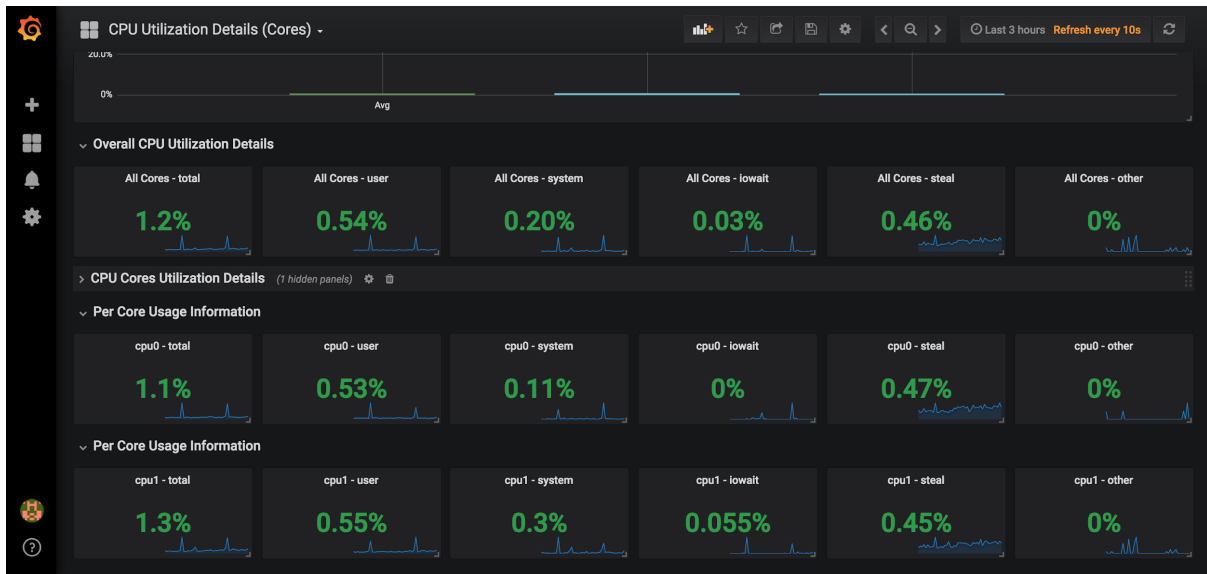 CPU Utilization Details (Cores)
Last 3 hours Refresh every 10s
20.0%
0%
Avg
Overall CPU Utilization Details
All Cores - total All Cores - user All Cores - system All Cores - iowait All Cores - steal All Cores - other
1.2% 0.54% 0.20% 0.03% 0.46% 0%
CPU Cores Utilization Details (1 hidden panels)
Per Core Usage Information
cpu0 - total cpu0 - user cpu0 - system cpu0 - iowait cpu0 - steal cpu0 - other
1.1% 0.53% 0.11% 0% 0.47% 0%
Per Core Usage Information
cpu1 - total cpu1 - user cpu1 - system cpu1 - iowait cpu1 - steal cpu1 - other
1.3% 0.55% 0.3% 0.055% 0.45% 0%